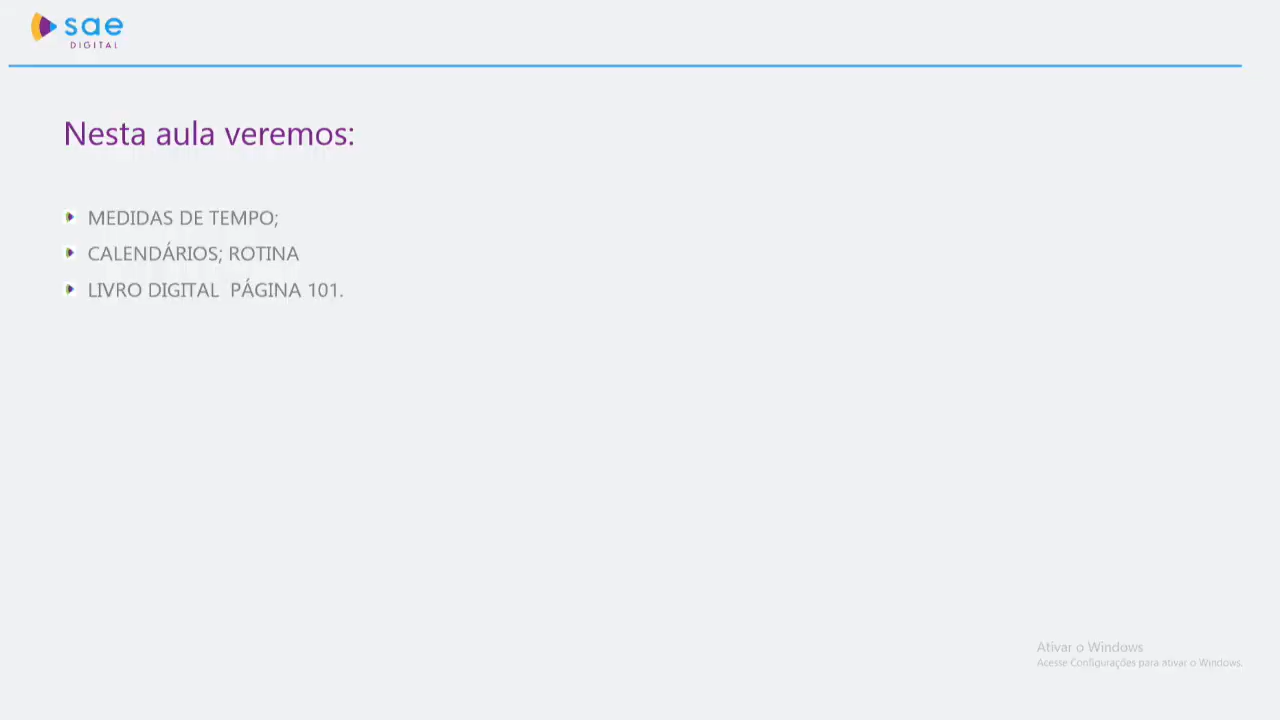 sae
DIGITAL
Nesta aula veremos:
MEDIDAS DE TEMPO;
CALENDÁRIOS; ROTINA
LIVRO DIGITAL  PÁGINA 101.
Ativar o Windows
Acesse Configurações para ativar o Windows.